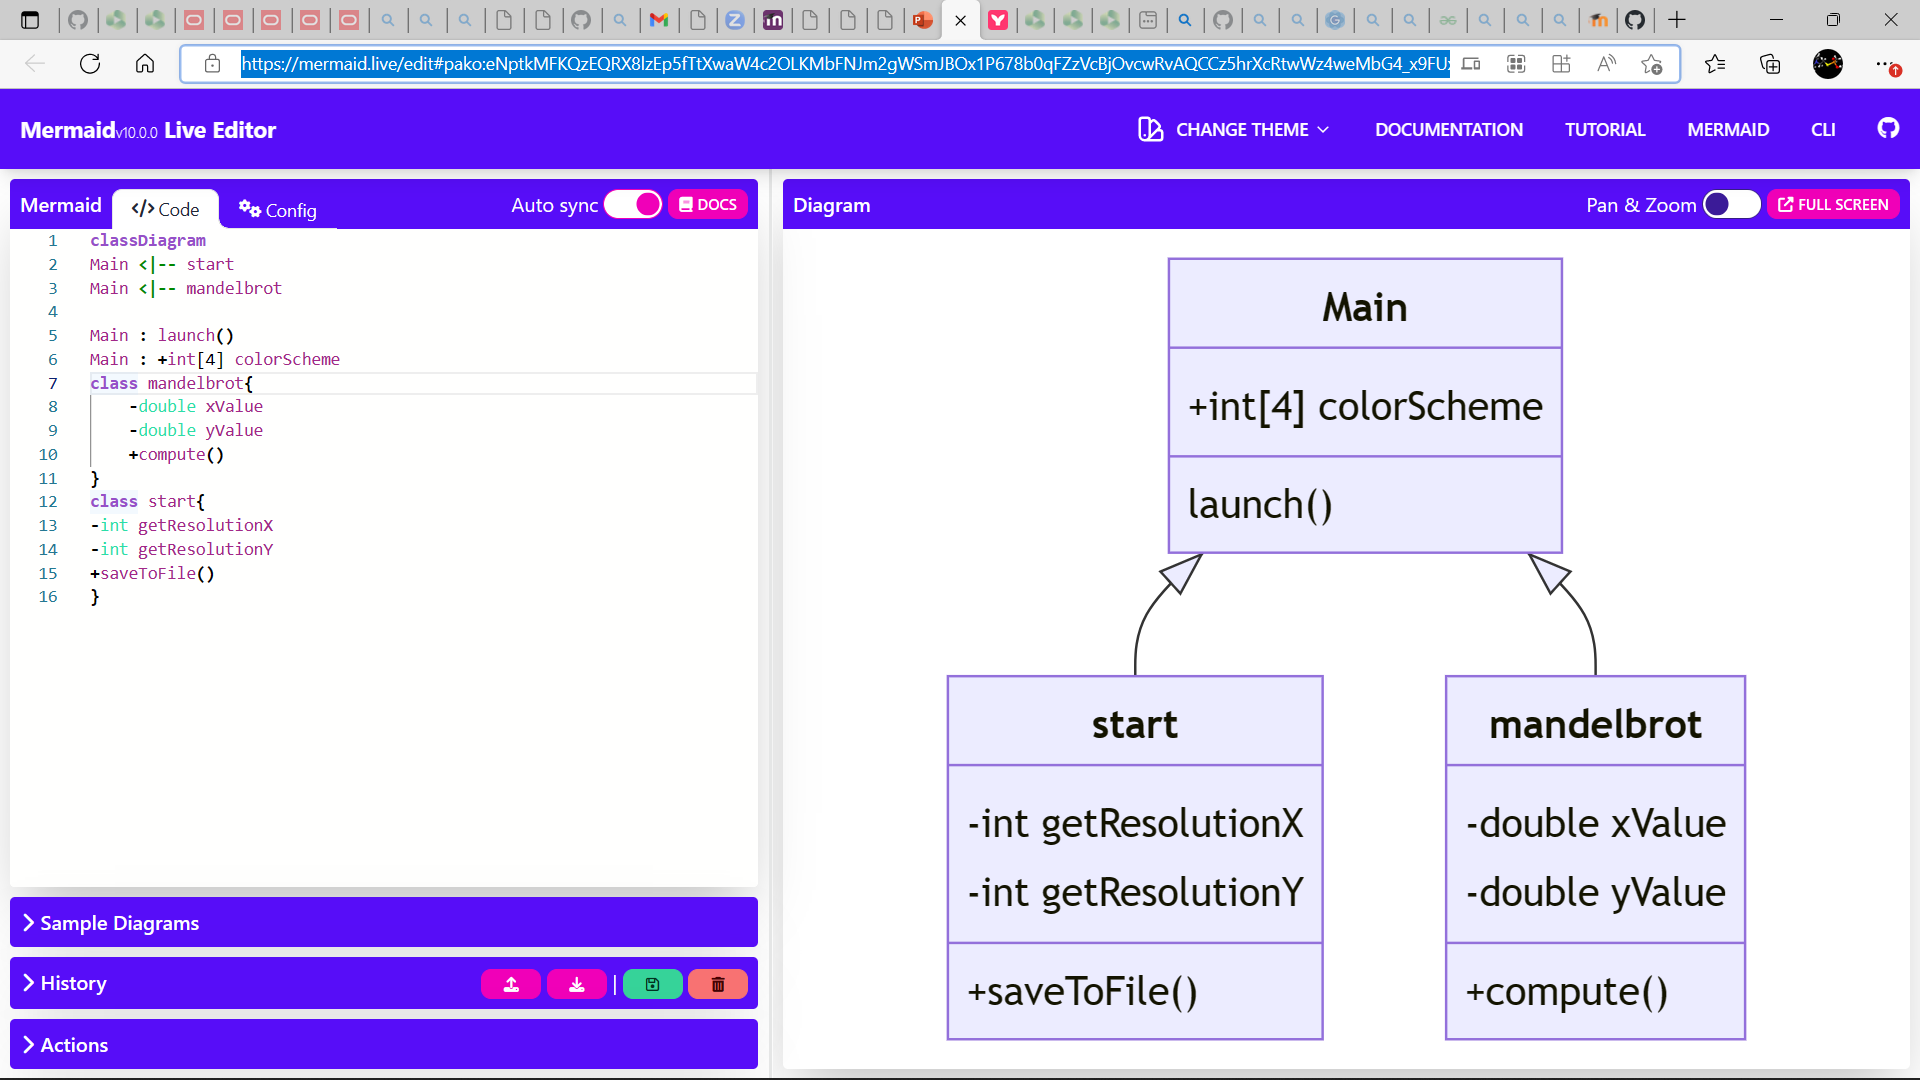 https://mermaid.live/edit#pako:eNptkMFKQzEQRX8lzEp5fTtXwaW4c2OLKMbFNJm2gWSmJBOx1P678b0qFZzVcBjOvcwRvAQCCz5hrXcRtwWz4weMbG4_x9FU
Mermaidv10.0.0 Live Editor
CHANGE THEME
DOCUMENTATION
TUTORIAL
MERMAID
CLI
Mermaid
Code
Config
Auto sync
DOCS
1 classDiagram
2 Main <|-- start
3 Main <|-- mandelbrot
4
5 Main : launch()
6 Main : +int[4] colorScheme
7 class mandelbrot{
8 -double xValue
9 -double yValue
10 +compute()
11 }
12 class start{
13 -int getResolutionX
14 -int getResolutionY
15 +saveToFile()
16 }
Sample Diagrams
History
Actions
Diagram
Pan & Zoom
FULL SCREEN
Main
+int[4] colorScheme
launch()
start
-int getResolutionX
-int getResolutionY
+saveToFile()
mandelbrot
-double xValue
-double yValue
+compute()